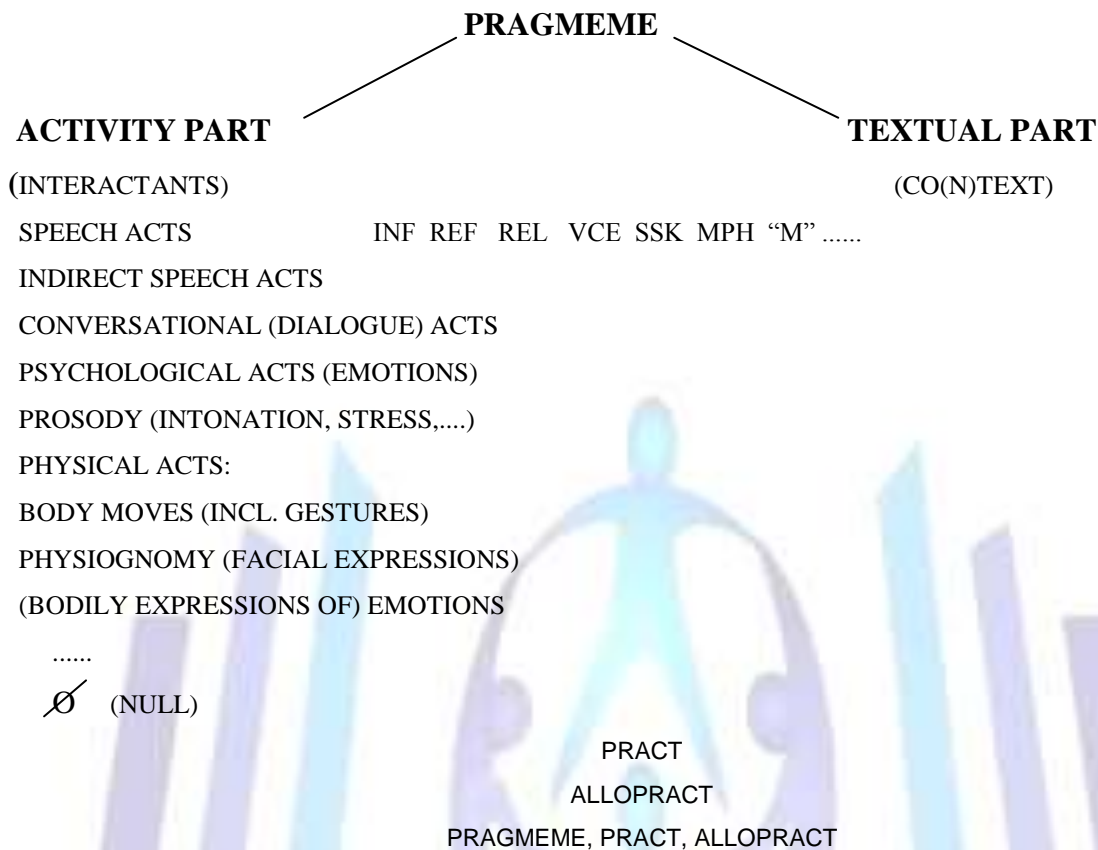 PRAGMEME
ACTIVITY PART TEXTUAL PART
(INTERACTANTS) (CO(N)TEXT)
SPEECH ACTS INF REF REL VCE SSK MPH “M” ......
INDIRECT SPEECH ACTS
CONVERSATIONAL (DIALOGUE) ACTS
PSYCHOLOGICAL ACTS (EMOTIONS)
PROSODY (INTONATION, STRESS,....)
PHYSICAL ACTS:
BODY MOVES (INCL. GESTURES)
PHYSIOGNOMY (FACIAL EXPRESSIONS)
(BODILY EXPRESSIONS OF) EMOTIONS
......
Ø (NULL)
PRACT
ALLOPRACT
PRAGMEME, PRACT, ALLOPRACT